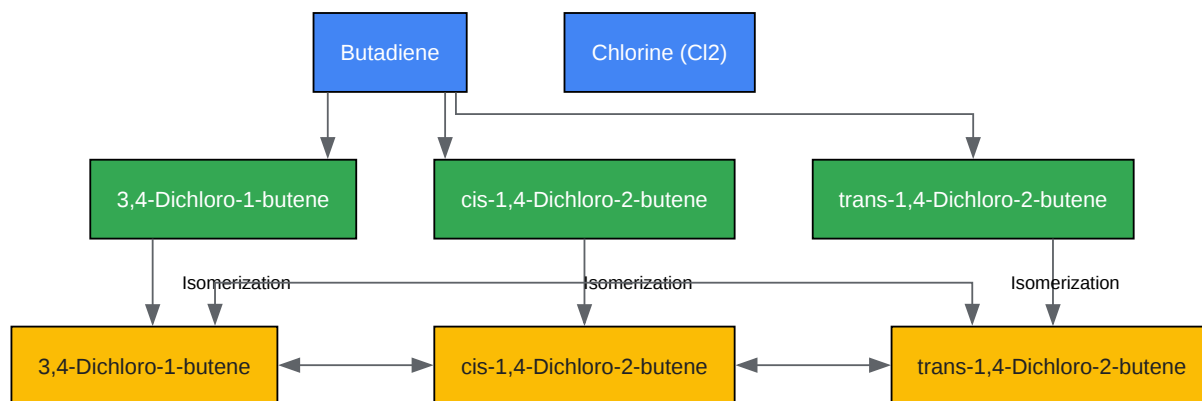 Butadiene
Chlorine (Cl2)
3,4-Dichloro-1-butene
cis-1,4-Dichloro-2-butene
trans-1,4-Dichloro-2-butene
Isomerization
Isomerization
Isomerization
3,4-Dichloro-1-butene
cis-1,4-Dichloro-2-butene
trans-1,4-Dichloro-2-butene